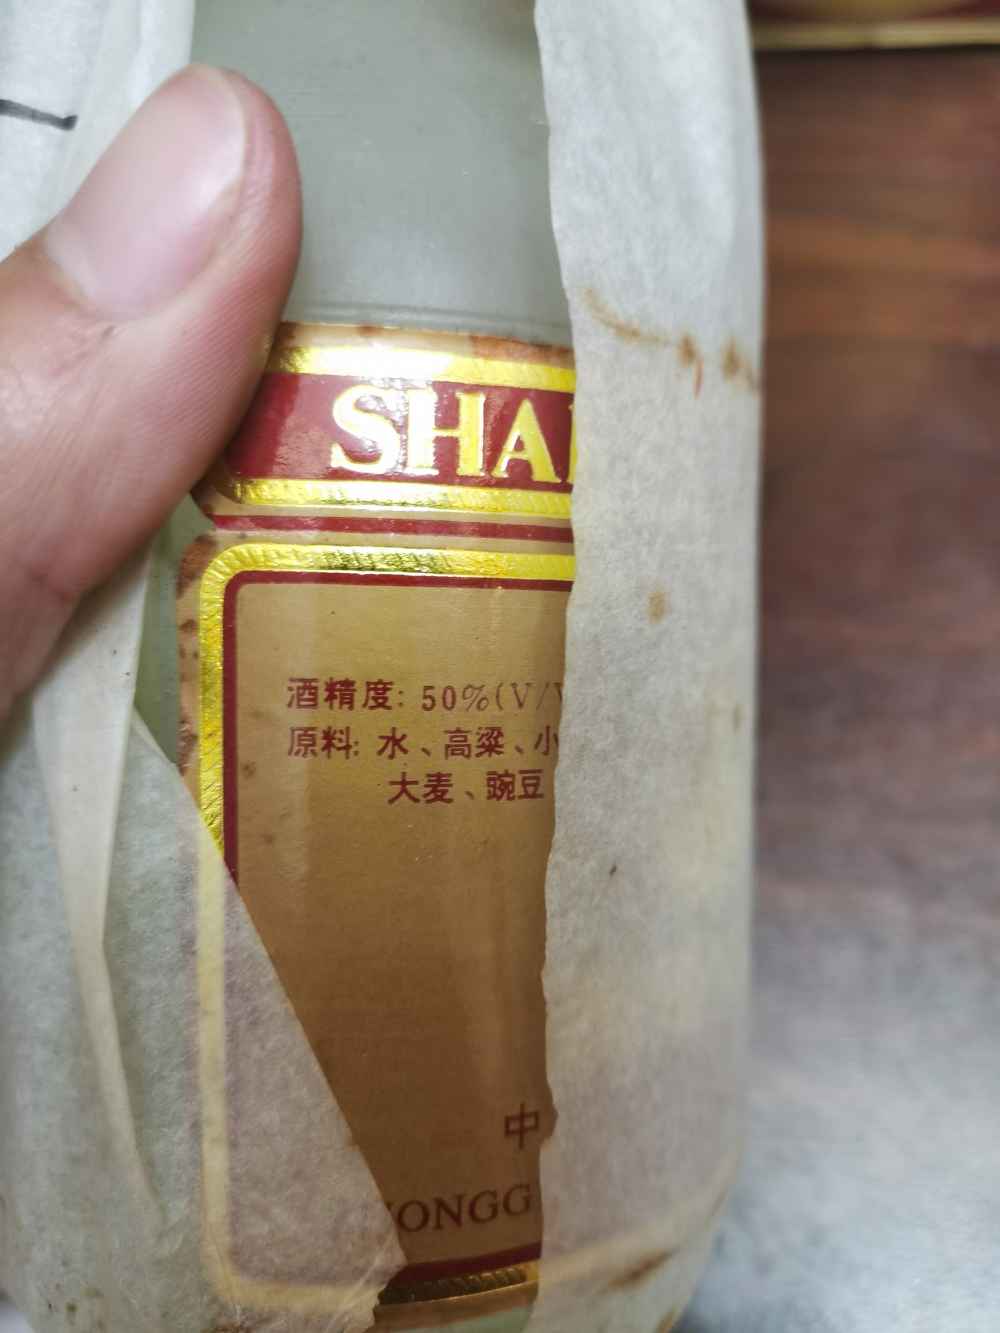 SHA
酒精度: 50%(V/V
原料: 水、高粱、小
大麦、豌豆
中
ONGG